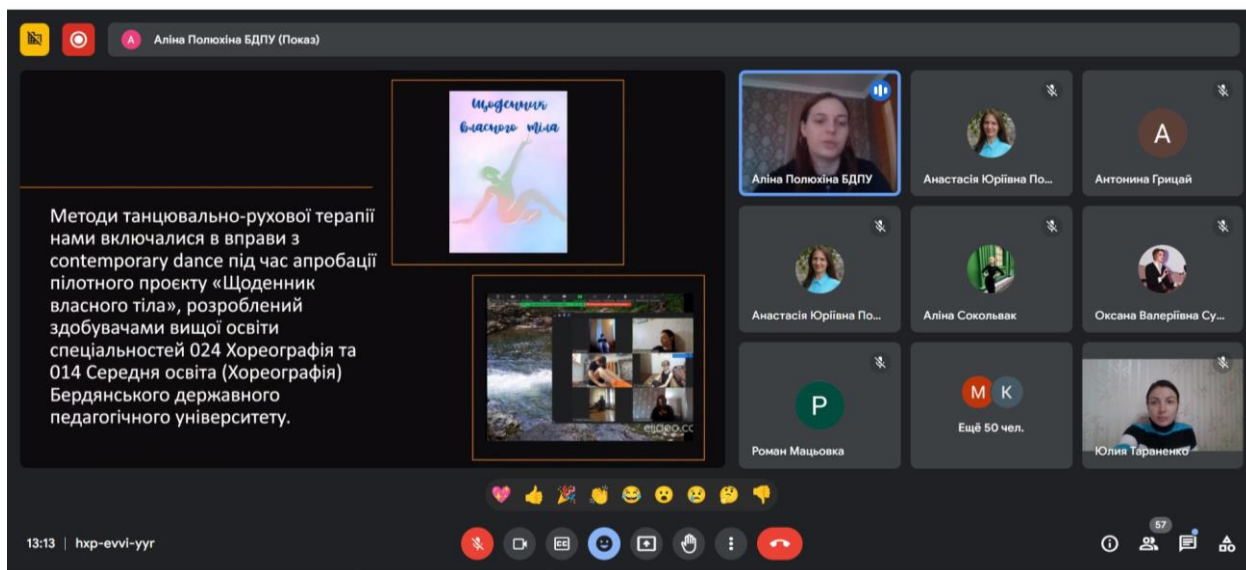 A
Аліна Полюхіна БДПУ (Показ)
Щоденник
власного тіла
Методи танцювально-рухової терапії
нами включалися в вправи з
contemporary dance під час апробації
пілотного проєкту «Щоденник
власного тіла», розроблений
здобувачами вищої освіти
спеціальностей 024 Хореографія та
014 Середня освіта (Хореографія)
Бердянського державного
педагогічного університету.
Аліна Полюхіна БДПУ
Анастасія Юріївна По...
A
Антонина Грицай
Анастасія Юріївна По...
Аліна Сокольвак
Оксана Валеріївна Су...
Р
Роман Мацьовка
М К
Ещё 50 чел.
Юлия Тараненко
13:13 | hxp-evvi-yyr
CC
57